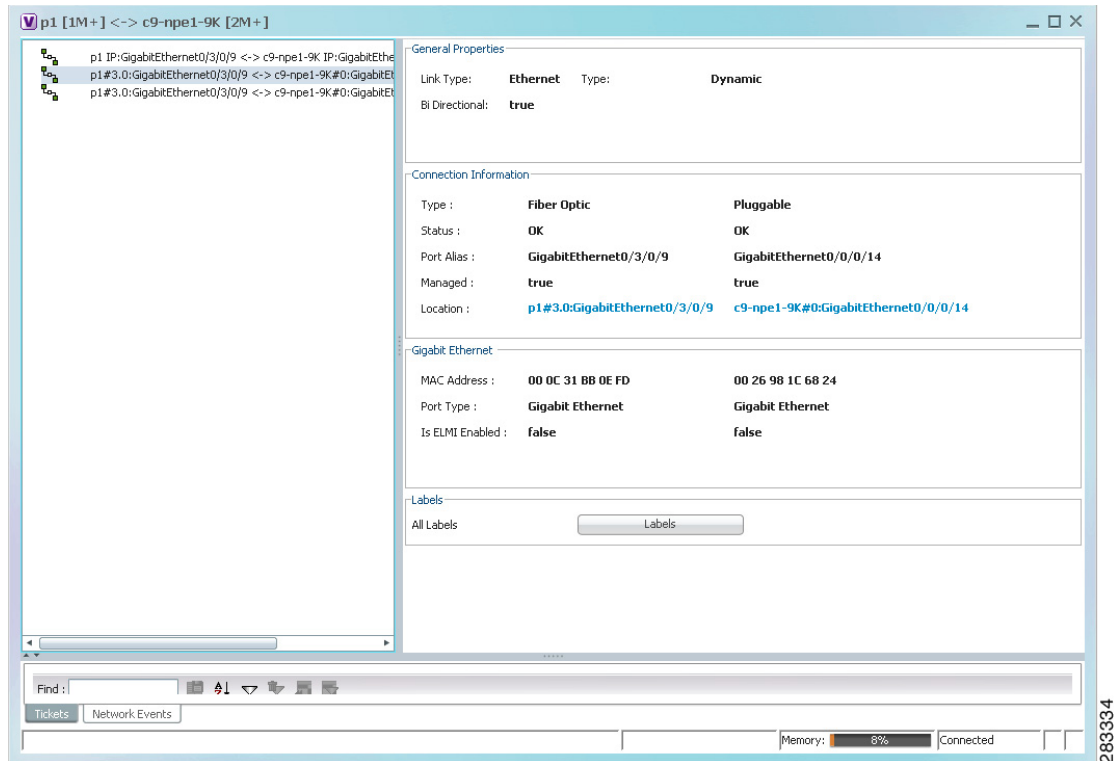 V p1 [1M+] <-> c9-npe1-9K [2M+]
p1 IP:GigabitEthernet0/3/0/9 <-> c9-npe1-9K IP:GigabitEthe
p1#3.0:GigabitEthernet0/3/0/9 <-> c9-npe1-9K#0:GigabitEt
p1#3.0:GigabitEthernet0/3/0/9 <-> c9-npe1-9K#0:GigabitEt
General Properties
Link Type: Ethernet Type: Dynamic
Bi Directional: true
Connection Information
Type : Fiber Optic Pluggable
Status : OK OK
Port Alias : GigabitEthernet0/3/0/9 GigabitEthernet0/0/0/14
Managed : true true
Location : p1#3.0:GigabitEthernet0/3/0/9 c9-npe1-9K#0:GigabitEthernet0/0/0/14
Gigabit Ethernet
MAC Address : 00 0C 31 BB 0E FD 00 26 98 1C 68 24
Port Type : Gigabit Ethernet Gigabit Ethernet
Is ELMI Enabled : false false
Labels
All Labels Labels
Find :
Tickets Network Events
Memory: 8% Connected
283334